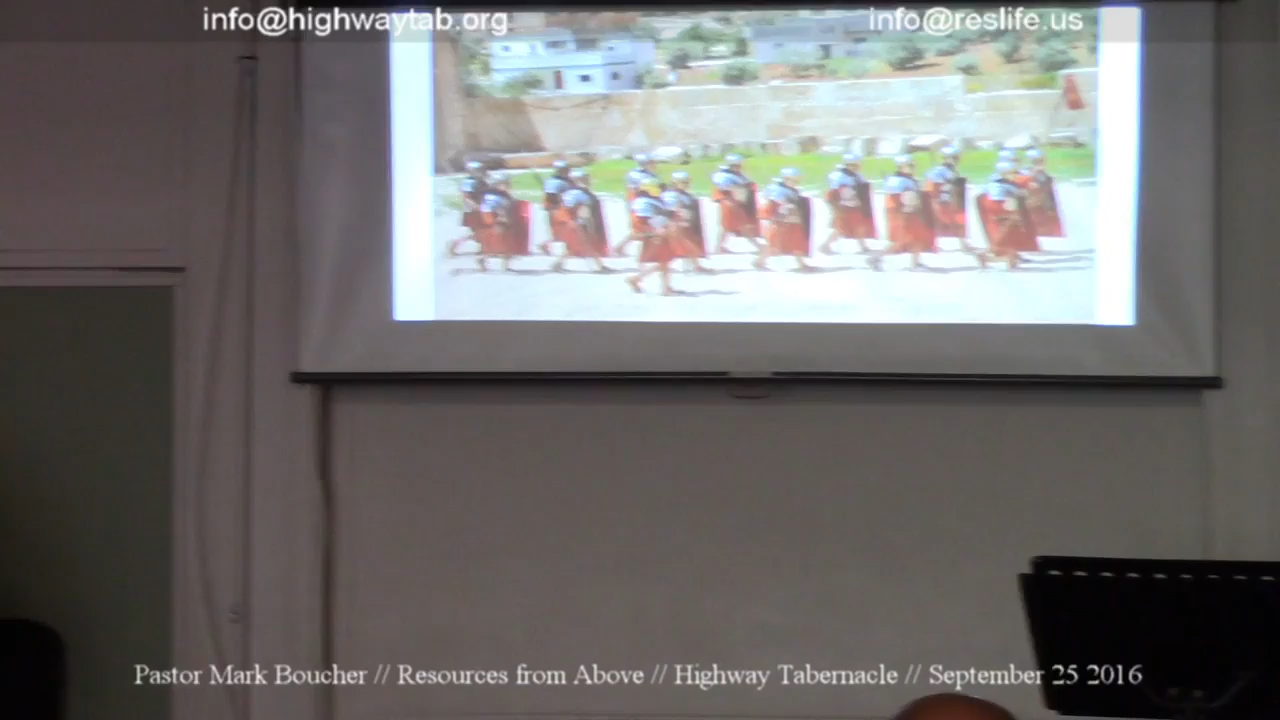 info@highwaytab.org
info@reslife.us
Pastor Mark Boucher // Resources from Above // Highway Tabernacle // September 25 2016